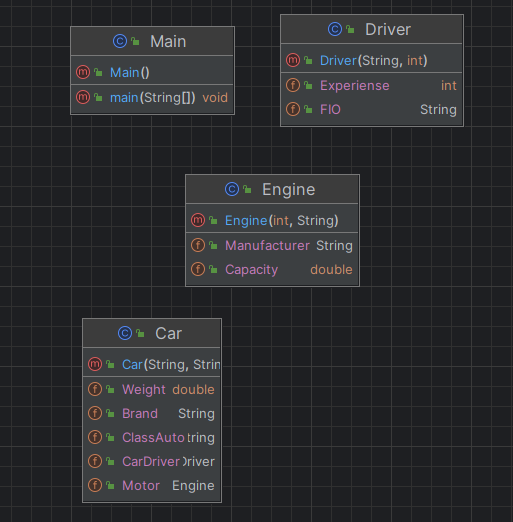 Main
Main()
main(String[]) void
Driver
Driver(String, int)
Experiense int
FIO String
Engine
Engine(int, String)
Manufacturer String
Capacity double
Car
Car(String, Strin
Weight double
Brand String
ClassAuto tring
CarDriver Driver
Motor Engine